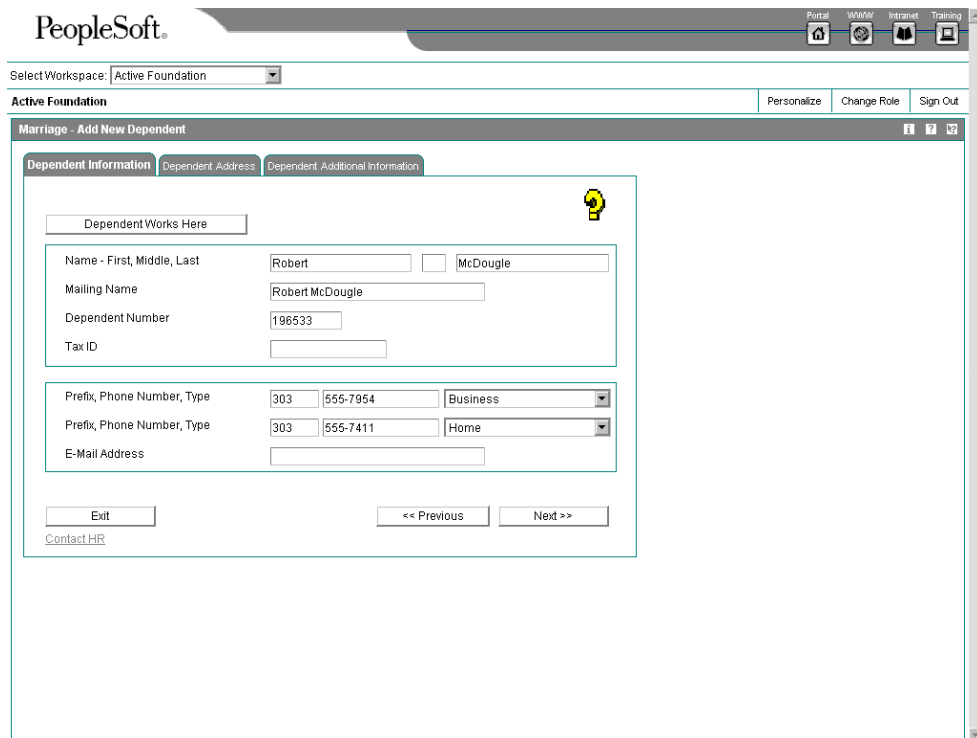 PeopleSoft.
Portal WWW Intranet Training
Select Workspace: Active Foundation
Active Foundation Personalize Change Role Sign Out
Marriage - Add New Dependent
Dependent Information Dependent Address Dependent Additional Information
Dependent Works Here
Name - First, Middle, Last Robert McDougle
Mailing Name Robert McDougle
Dependent Number 196533
Tax ID
Prefix, Phone Number, Type 303 555-7954 Business
Prefix, Phone Number, Type 303 555-7411 Home
E-Mail Address
Exit << Previous Next >>
Contact HR